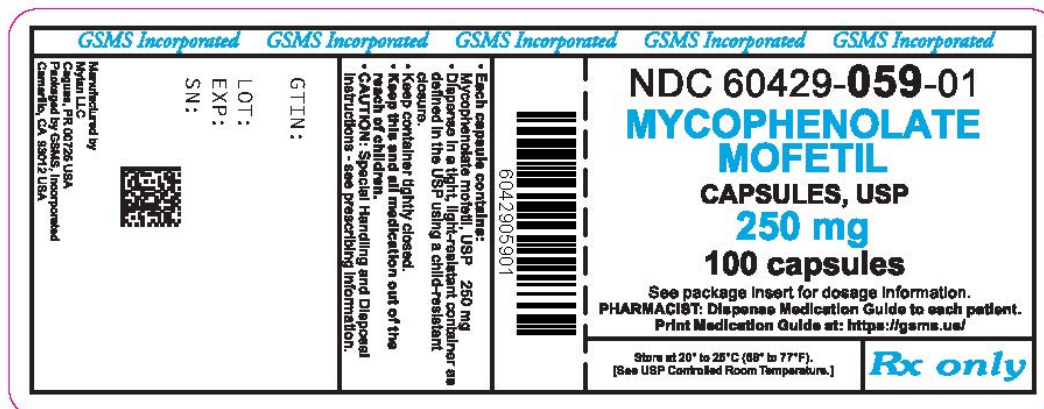 GSMS Incorporated GSMS Incorporated GSMS Incorporated GSMS Incorporated GSMS Incorporated
NDC 60429-059-01
MYCOPHENOLATE
MOFETIL
CAPSULES, USP
250 mg
100 capsules
See package insert for dosage information.
PHARMACIST: Dispense Medication Guide to each patient.
Print Medication Guide at: https://gsms.us/
Store at 20° to 25°C (68° to 77°F).
[See USP Controlled Room Temperature.]
Rx only
6042905901
• Each capsule contains:
Mycophenolate mofetil, USP 250 mg
• Dispense in a tight, light-resistant container as
defined in the USP using a child-resistant
closure.
• Keep container tightly closed.
• Keep this and all medication out of the
reach of children.
• CAUTION: Special Handling and Disposal
instructions - see prescribing information.
GTIN:
LOT:
EXP:
SN:
Manufactured by
Mylan LLC
Caguas, PR 00726 USA
Packaged by GSMS, Incorporated
Camarillo, CA 93012 USA